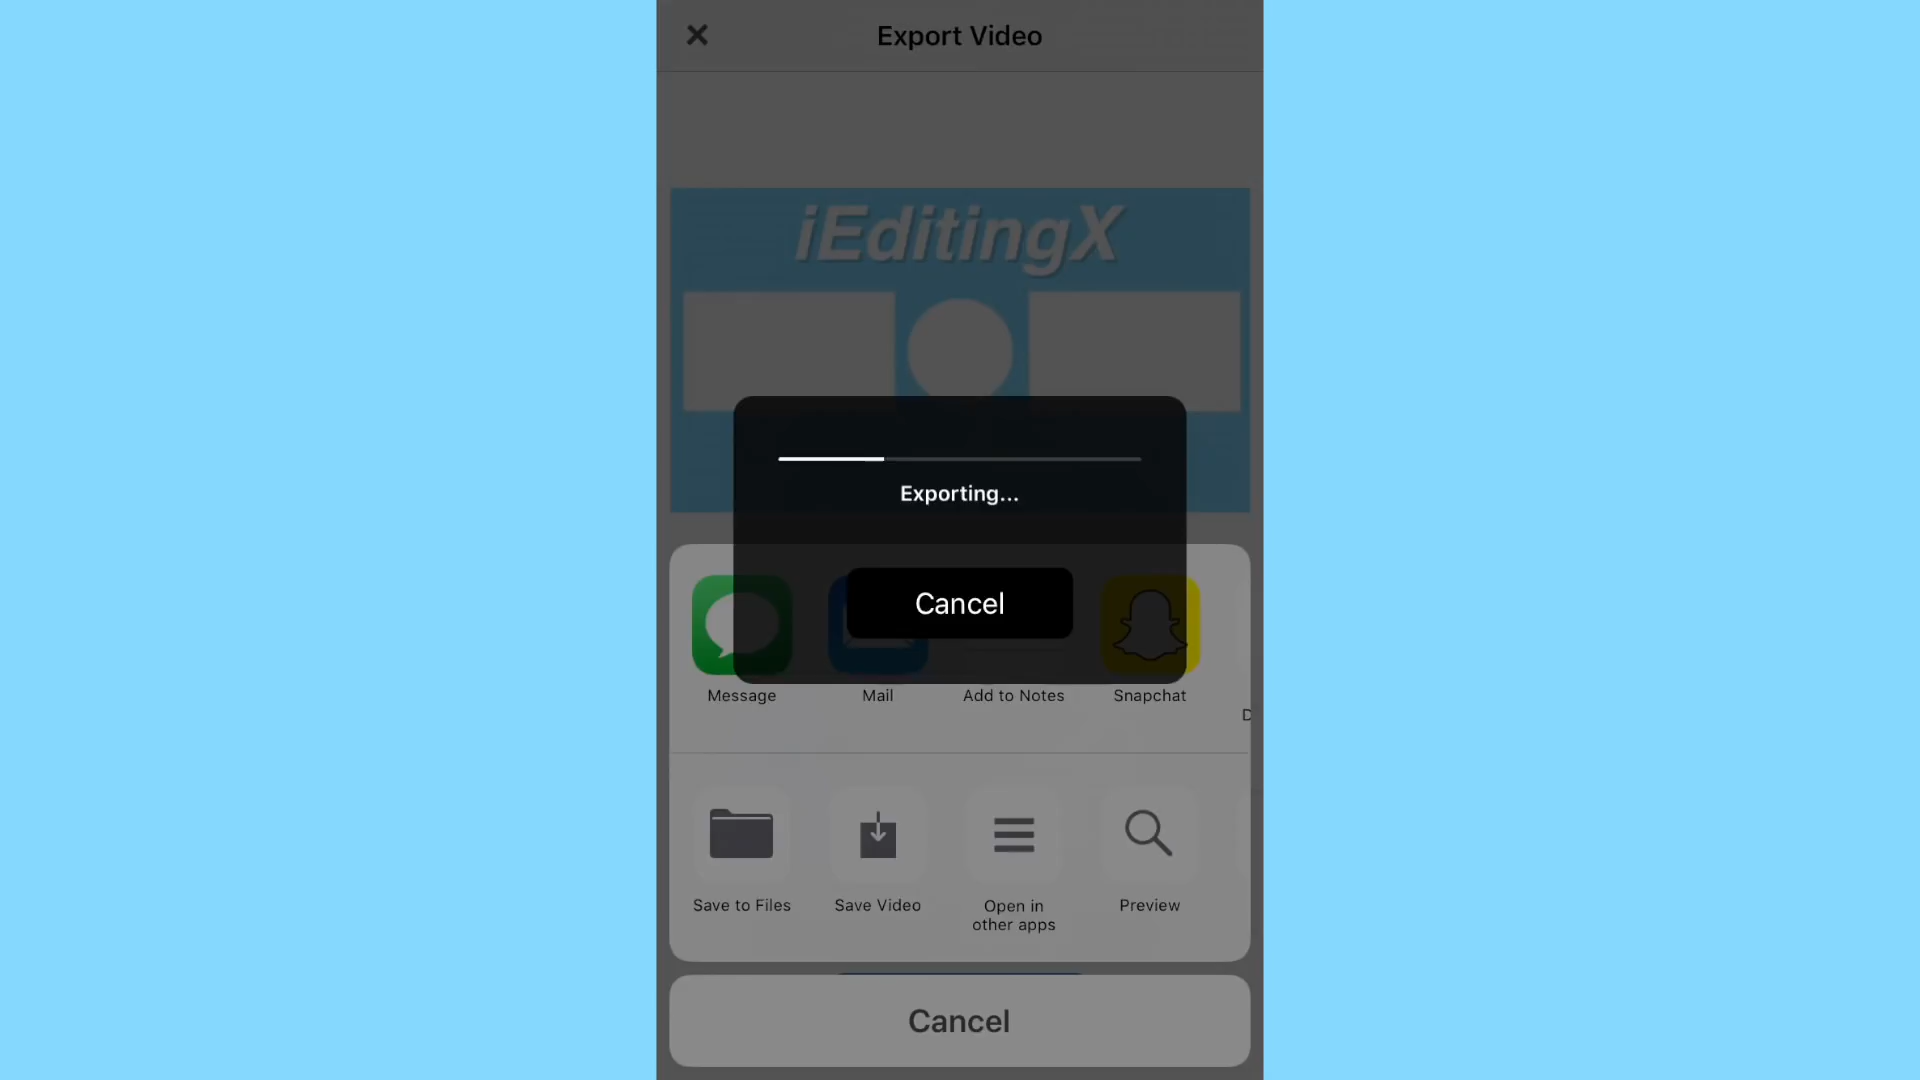 Export Video
iEditingX
Exporting...
Cancel
Message
Mail
Add to Notes
Snapchat
D
Save to Files
Save Video
Open in
other apps
Preview
Cancel